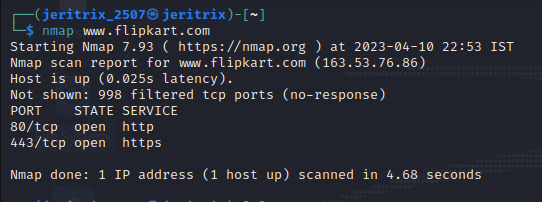 ┌──(jeritrix_2507㉿jeritrix)-[~]
└─$ nmap www.flipkart.com
Starting Nmap 7.93 ( https://nmap.org ) at 2023-04-10 22:53 IST
Nmap scan report for www.flipkart.com (163.53.76.86)
Host is up (0.025s latency).
Not shown: 998 filtered tcp ports (no-response)
PORT    STATE SERVICE
80/tcp  open  http
443/tcp open  https
Nmap done: 1 IP address (1 host up) scanned in 4.68 seconds